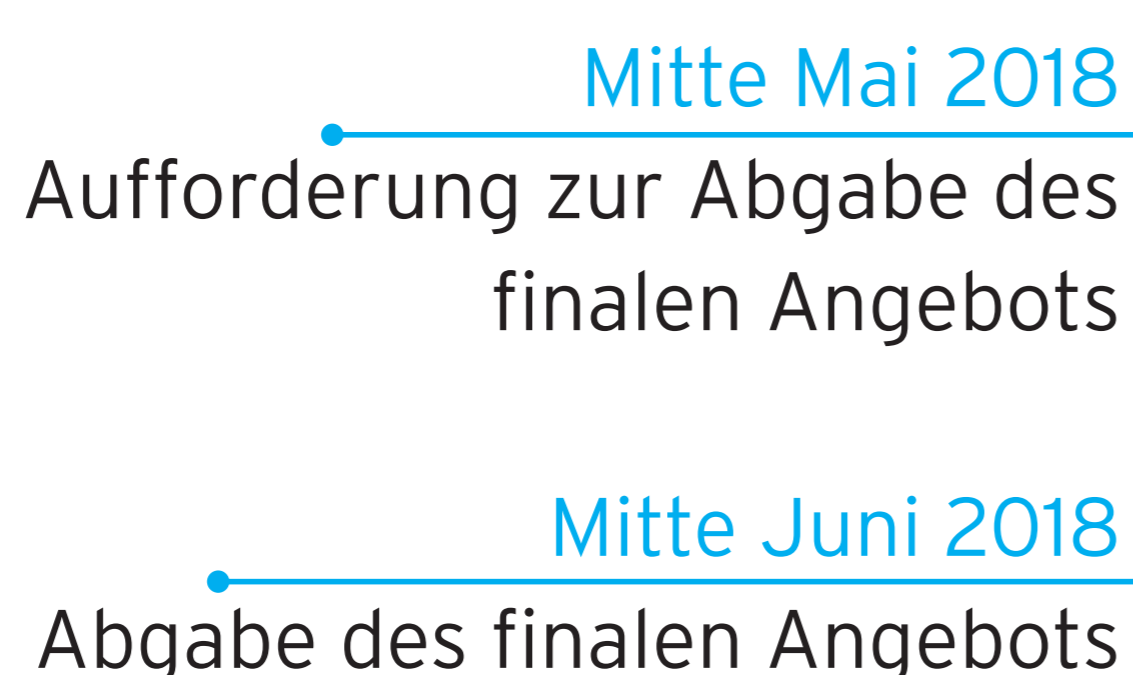 Mitte Mai 2018
Aufforderung zur Abgabe des
finalen Angebots
Mitte Juni 2018
Abgabe des finalen Angebots